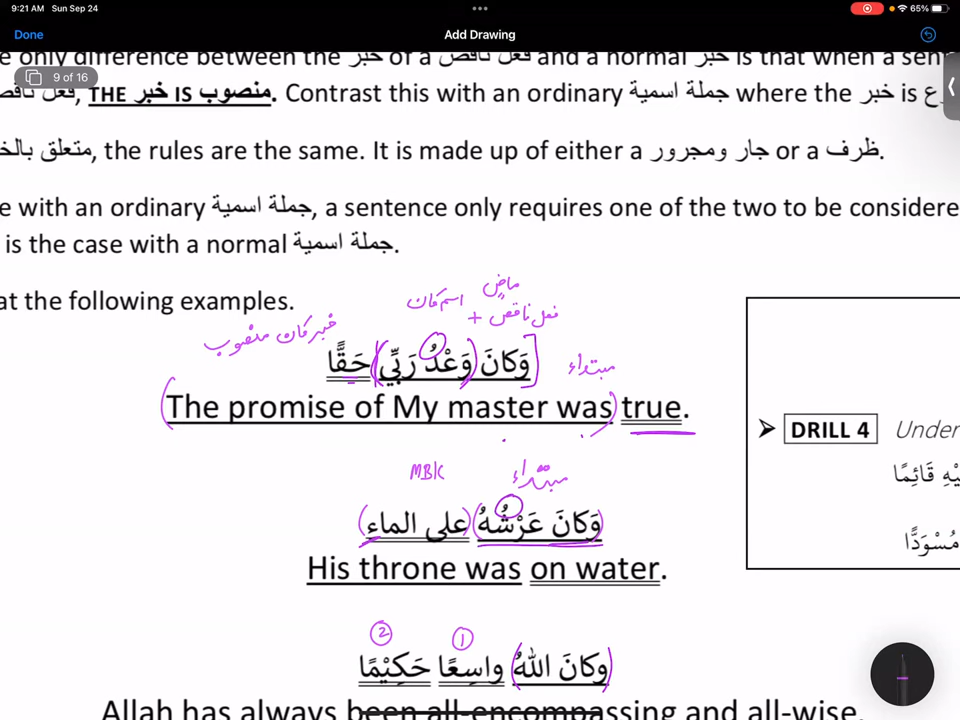 9:21 AM Sun Sep 24
65%
Done
Add Drawing
e only difference between the خبر of a فعل ناقص and a normal خبر is that when a sen
9 of 16
فعل ناقص, THE خبر IS منصوب. Contrast this with an ordinary جملة اسمية where the خبر is
متعلق بالخ, the rules are the same. It is made up of either a جار ومجرور or a ظرف.
e with an ordinary جملة اسمية, a sentence only requires one of the two to be considere
is the case with a normal جملة اسمية.
at the following examples.
ماضٍ
فعل ناقص + اسم كان
خبر كان منصوب
وَكانَ وَعْدُ رَبِّي حَقًّا
مبتداء
The promise of My master was true.
مبتداء
MBK
وَكانَ عَرْشُهُ على الماءِ
His throne was on water.
① ②
وكانَ اللهُ واسِعًا حَكِيْمًا
Allah has always been all-encompassing and all-wise.
➤ DRILL 4 Under
يْهِ قَائِمًا
مُسْوَدًّا